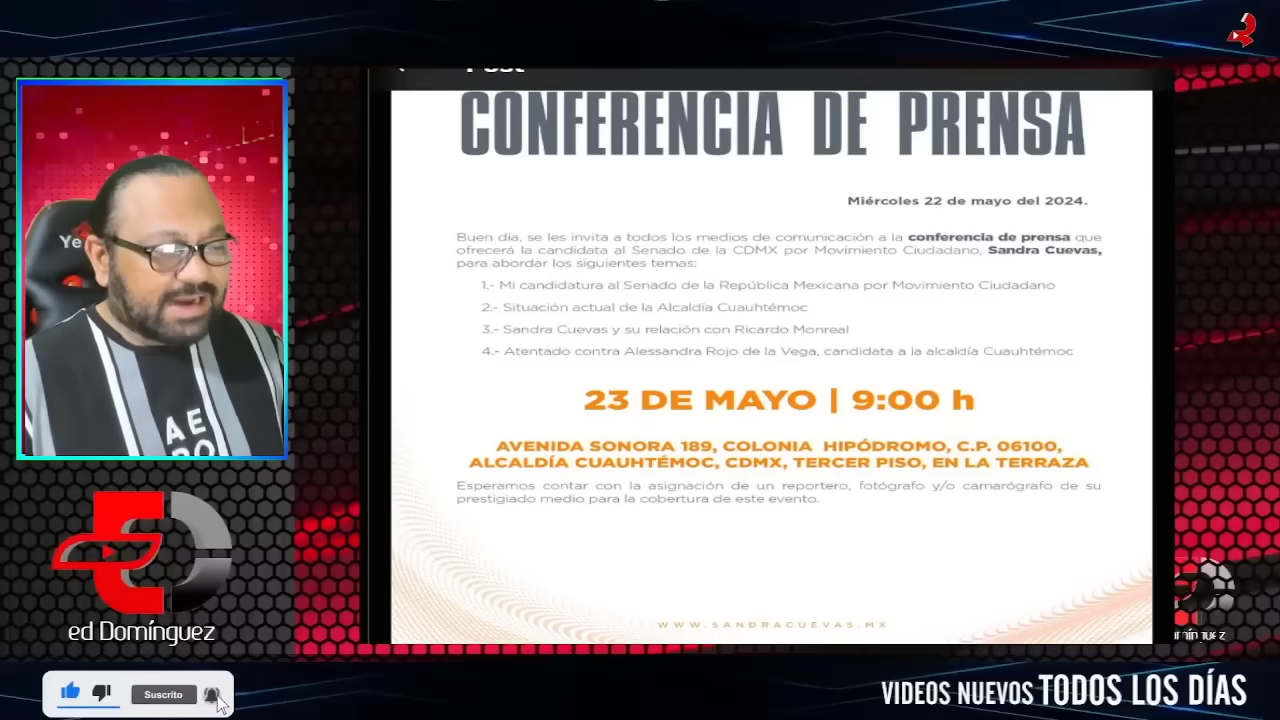 Post
CONFERENCIA DE PRENSA
Miércoles 22 de mayo del 2024.
Buen día, se les invita a todos los medios de comunicación a la conferencia de prensa que
ofrecerá la candidata al Senado de la CDMX por Movimiento Ciudadano, Sandra Cuevas,
para abordar los siguientes temas:
1.- Mi candidatura al Senado de la República Mexicana por Movimiento Ciudadano
2.- Situación actual de la Alcaldía Cuauhtémoc
3.- Sandra Cuevas y su relación con Ricardo Monreal
4.- Atentado contra Alessandra Rojo de la Vega, candidata a la alcaldía Cuauhtémoc
23 DE MAYO | 9:00 h
AVENIDA SONORA 189, COLONIA HIPÓDROMO, C.P. 06100,
ALCALDÍA CUAUHTÉMOC, CDMX, TERCER PISO, EN LA TERRAZA
Esperamos contar con la asignación de un reportero, fotógrafo y/o camarógrafo de su
prestigiado medio para la cobertura de este evento.
WWW.SANDRACUEVAS.MX
Ye
AE
ed Domínguez
Suscrito
VIDEOS NUEVOS TODOS LOS DÍAS